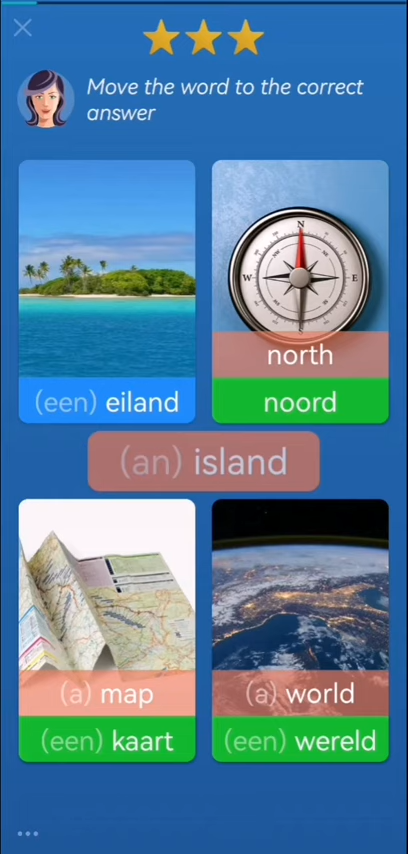 Move the word to the correct
answer
N
W
E
S
north
(een) eiland
noord
(an) island
(a) map
(a) world
(een) kaart
(een) wereld